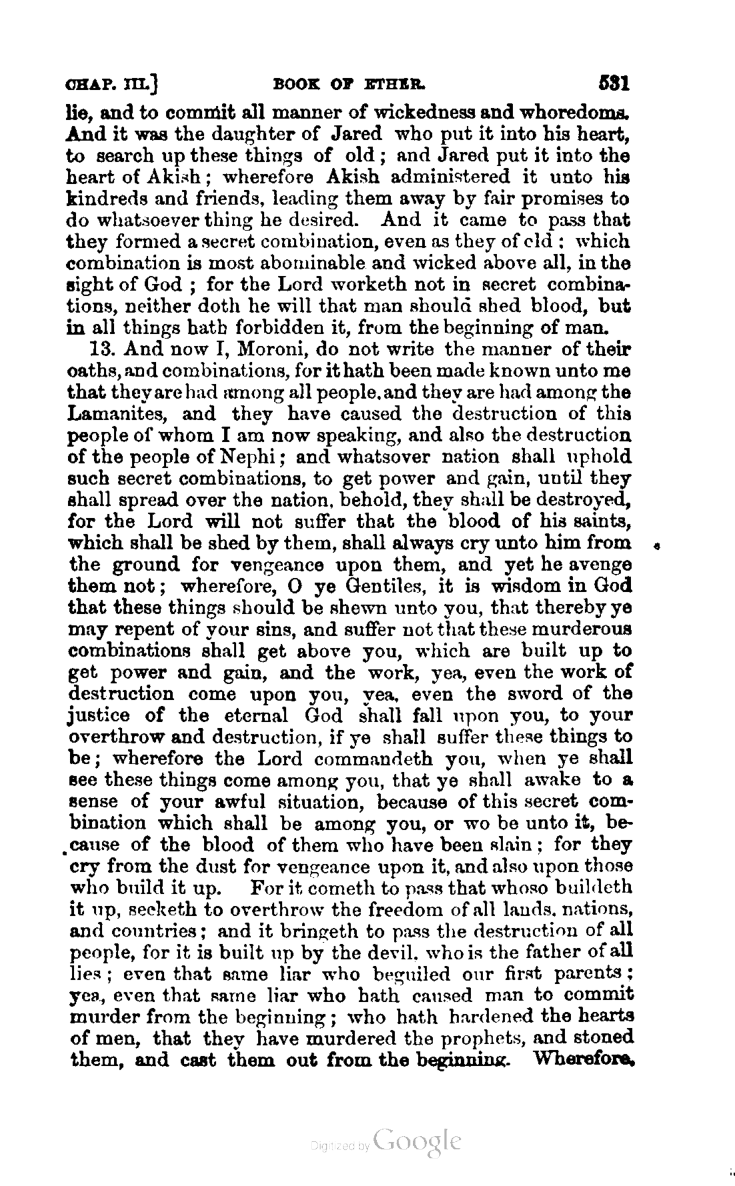 CHAP. III.] BOOK OF ETHER. 531
lie, and to commit all manner of wickedness and whoredoms.
And it was the daughter of Jared who put it into his heart,
to search up these things of old; and Jared put it into the
heart of Akish; wherefore Akish administered it unto his
kindreds and friends, leading them away by fair promises to
do whatsoever thing he desired. And it came to pass that
they formed a secret combination, even as they of old; which
combination is most abominable and wicked above all, in the
sight of God; for the Lord worketh not in secret combina-
tions, neither doth he will that man should shed blood, but
in all things hath forbidden it, from the beginning of man.
13. And now I, Moroni, do not write the manner of their
oaths, and combinations, for it hath been made known unto me
that they are had among all people, and they are had among the
Lamanites, and they have caused the destruction of this
people of whom I am now speaking, and also the destruction
of the people of Nephi; and whatsover nation shall uphold
such secret combinations, to get power and gain, until they
shall spread over the nation, behold, they shall be destroyed,
for the Lord will not suffer that the blood of his saints,
which shall be shed by them, shall always cry unto him from
the ground for vengeance upon them, and yet he avenge
them not; wherefore, O ye Gentiles, it is wisdom in God
that these things should be shewn unto you, that thereby ye
may repent of your sins, and suffer not that these murderous
combinations shall get above you, which are built up to
get power and gain, and the work, yea, even the work of
destruction come upon you, yea, even the sword of the
justice of the eternal God shall fall upon you, to your
overthrow and destruction, if ye shall suffer these things to
be; wherefore the Lord commandeth you, when ye shall
see these things come among you, that ye shall awake to a
sense of your awful situation, because of this secret com-
bination which shall be among you, or wo be unto it, be-
cause of the blood of them who have been slain; for they
cry from the dust for vengeance upon it, and also upon those
who build it up. For it cometh to pass that whoso buildeth
it up, seeketh to overthrow the freedom of all lands, nations,
and countries; and it bringeth to pass the destruction of all
people, for it is built up by the devil, who is the father of all
lies; even that same liar who beguiled our first parents;
yea, even that same liar who hath caused man to commit
murder from the beginning; who hath hardened the hearts
of men, that they have murdered the prophets, and stoned
them, and cast them out from the beginning. Wherefore,
Digitized by Google